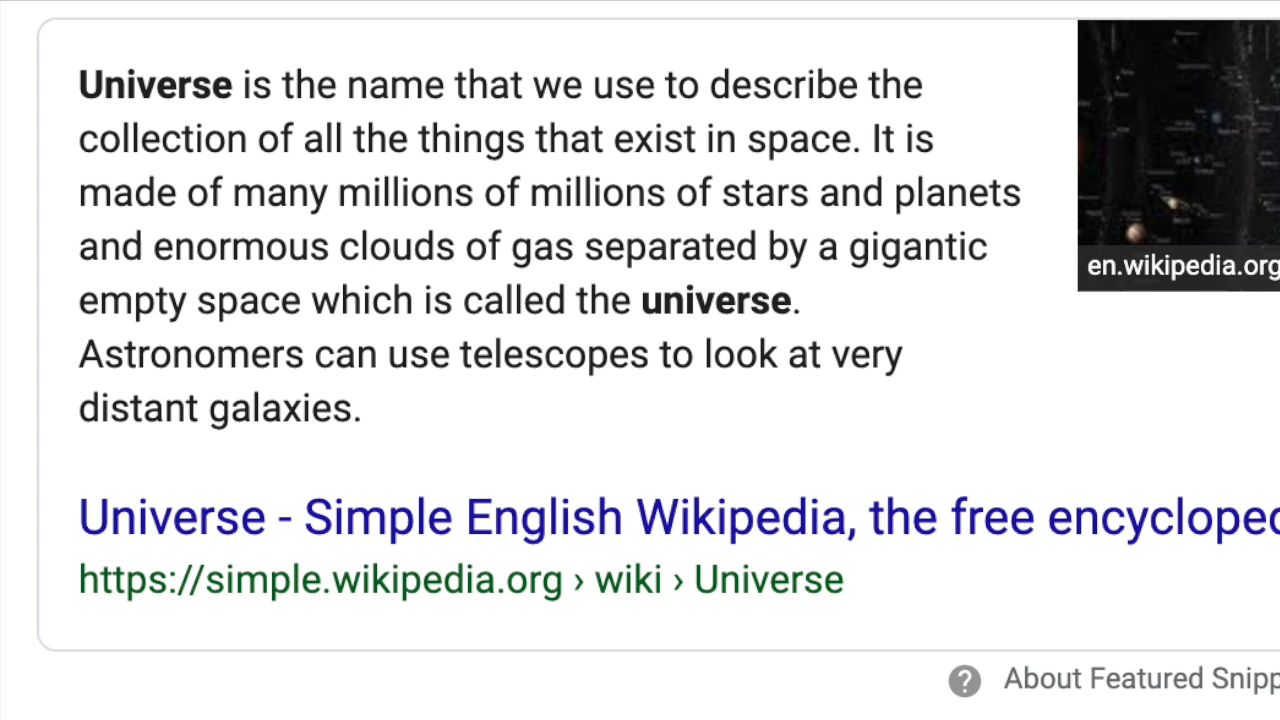 Universe is the name that we use to describe the
collection of all the things that exist in space. It is
made of many millions of millions of stars and planets
and enormous clouds of gas separated by a gigantic
empty space which is called the universe.
Astronomers can use telescopes to look at very
distant galaxies.
en.wikipedia.org
Universe - Simple English Wikipedia, the free encycloped
https://simple.wikipedia.org › wiki › Universe
About Featured Snipp